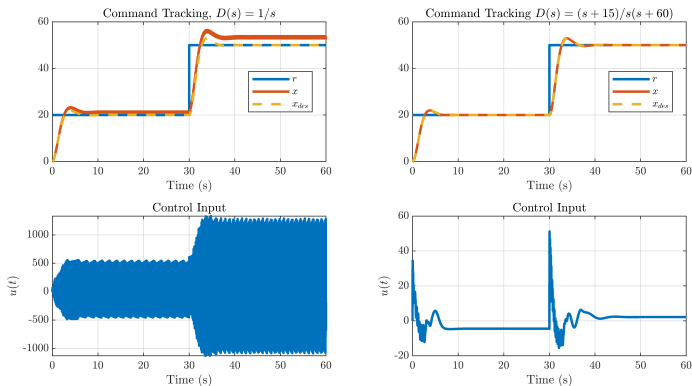 Command Tracking, D(s) = 1/s
60
40
20
0
r
x
x_des
0 10 20 30 40 50 60
Time (s)
Command Tracking D(s) = (s + 15)/s(s + 60)
60
40
20
0
r
x
x_des
0 10 20 30 40 50 60
Time (s)
Control Input
u(t)
1000
500
0
-500
-1000
0 10 20 30 40 50 60
Time (s)
Control Input
u(t)
60
40
20
0
-20
0 10 20 30 40 50 60
Time (s)